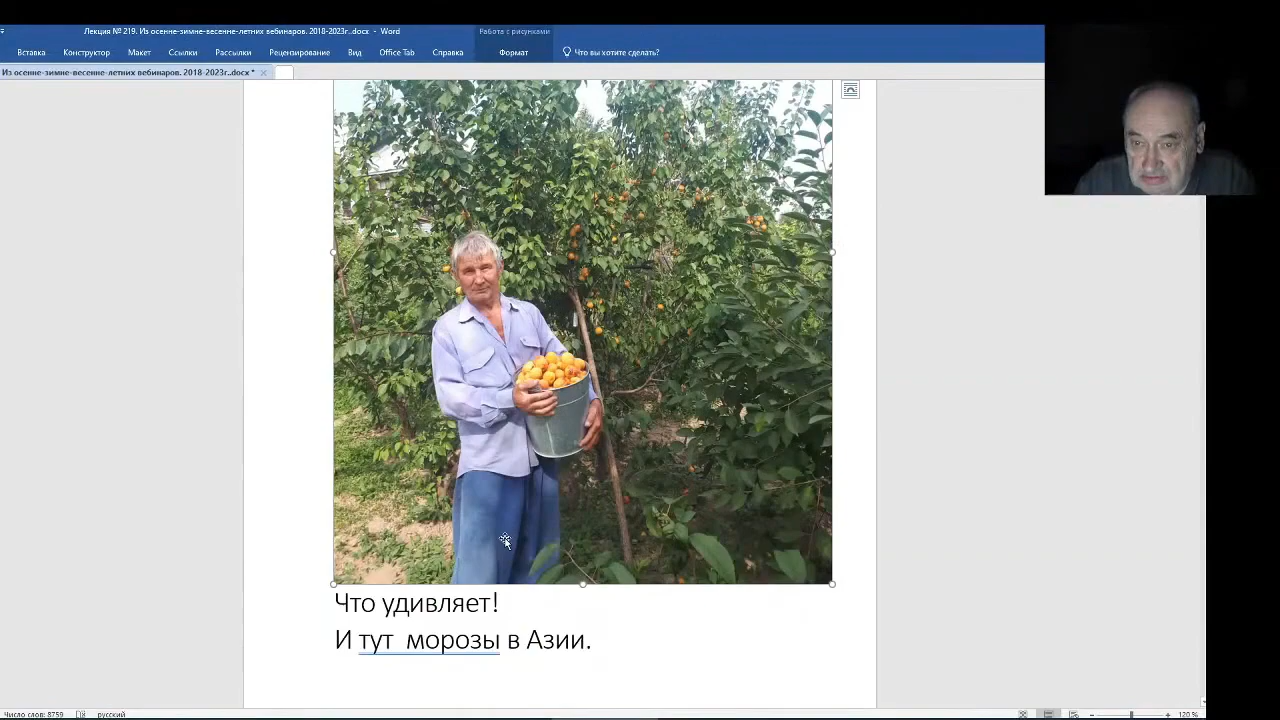 Лекция № 219. Из осенне-зимне-весенне-летних вебинаров. 2018-2023г..docx - Word
Работа с рисунками
Вставка Конструктор Макет Ссылки Рассылки Рецензирование Вид Office Tab Справка Формат Что вы хотите сделать?
Из осенне-зимне-весенне-летних вебинаров. 2018-2023г..docx *
Что удивляет!
И тут морозы в Азии.
Число слов: 8759 русский 120 %